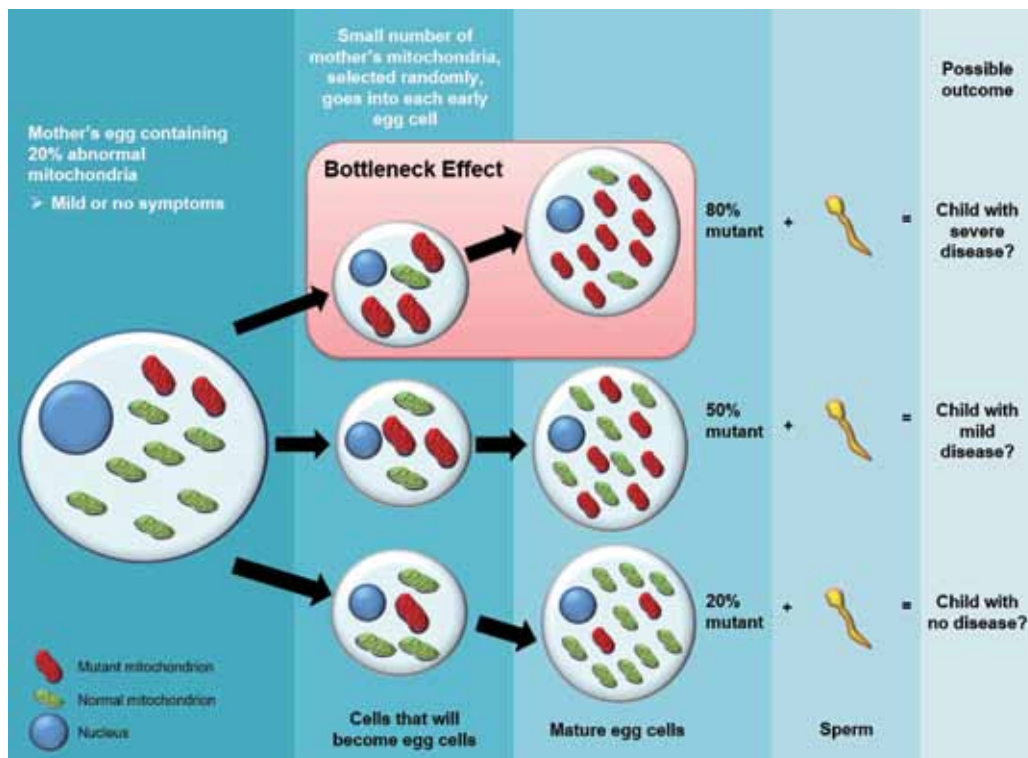 Small number of
mother's mitochondria,
selected randomly,
goes into each early
egg cell
Possible
outcome
Mother's egg containing
20% abnormal
mitochondria
➢ Mild or no symptoms
Bottleneck Effect
80%
mutant
+
=
Child with
severe
disease?
50%
mutant
+
=
Child with
mild
disease?
20%
mutant
+
=
Child with
no disease?
Mutant mitochondrion
Normal mitochondrion
Nucleus
Cells that will
become egg cells
Mature egg cells
Sperm